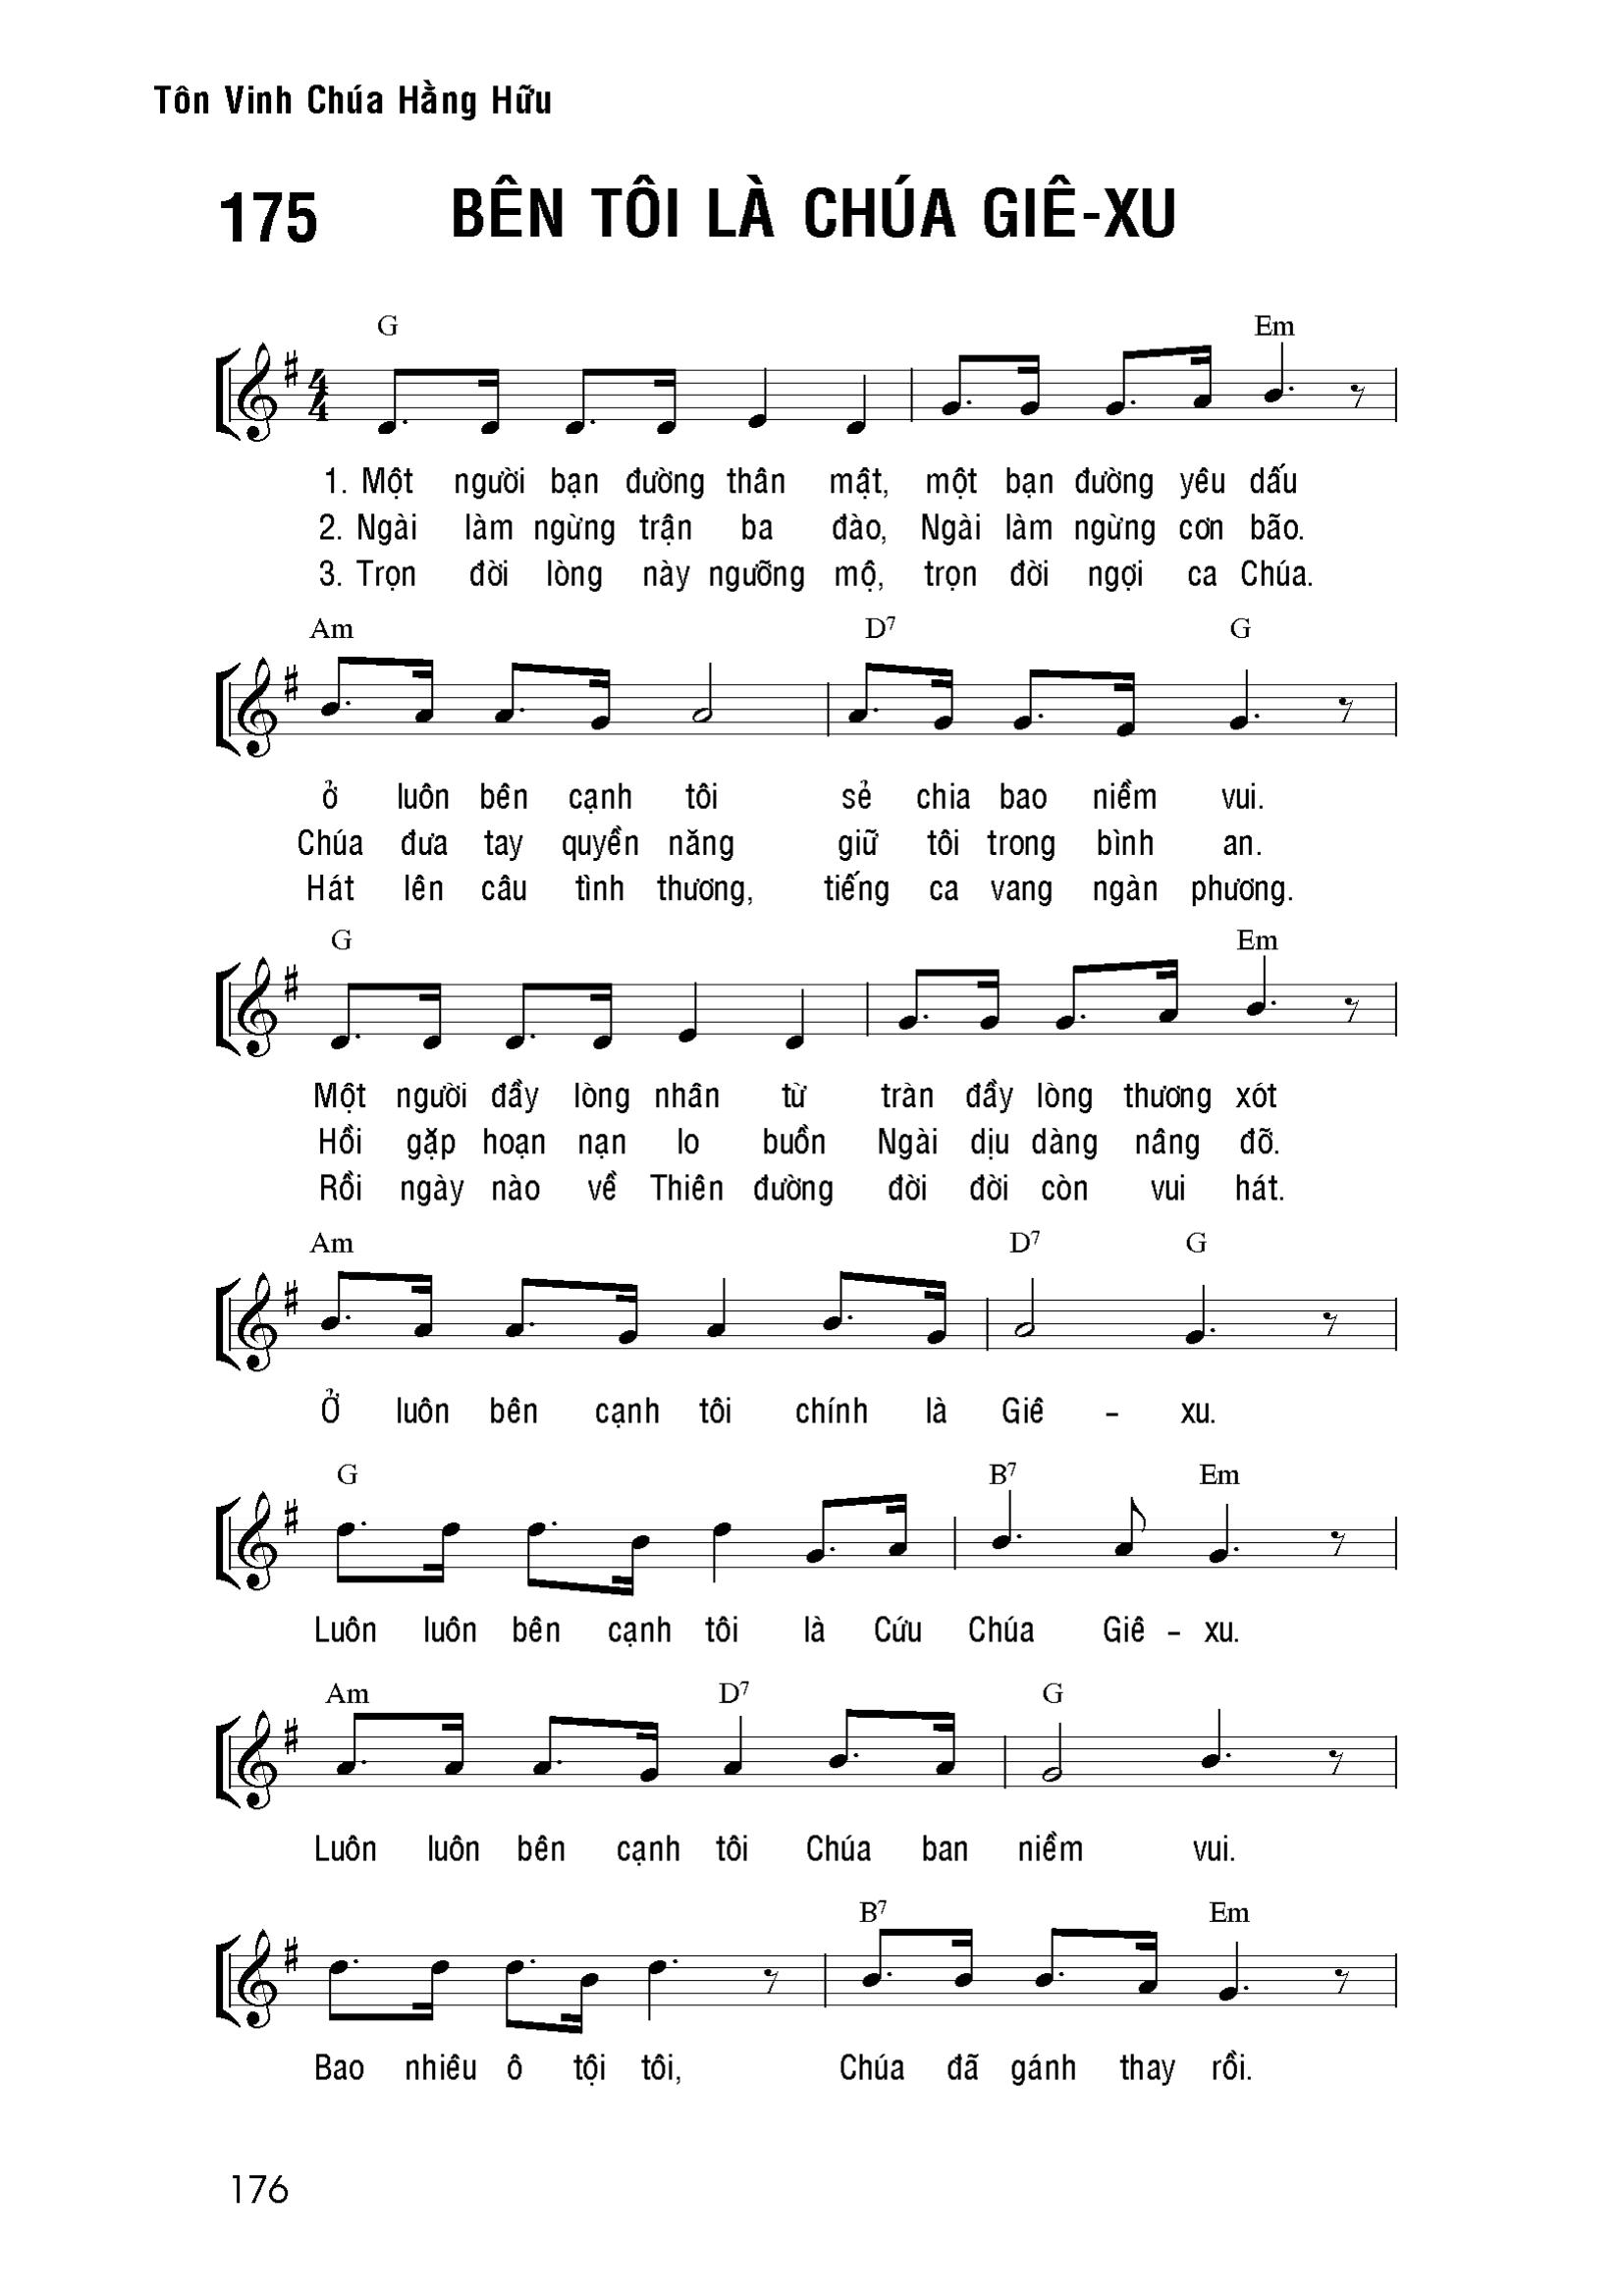 Tôn Vinh Chúa Hằng Hữu
175 BÊN TÔI LÀ CHÚA GIÊ-XU
G Em
4
4
1. Một người bạn đường thân mật, một bạn đường yêu dấu
2. Ngài làm ngừng trận ba đào, Ngài làm ngừng cơn bão.
3. Trọn đời lòng này ngưỡng mộ, trọn đời ngợi ca Chúa.
Am D7 G
ở luôn bên cạnh tôi sẻ chia bao niềm vui.
Chúa đưa tay quyền năng giữ tôi trong bình an.
Hát lên câu tình thương, tiếng ca vang ngàn phương.
G Em
Một người đầy lòng nhân từ tràn đầy lòng thương xót
Hồi gặp hoạn nạn lo buồn Ngài dịu dàng nâng đỡ.
Rồi ngày nào về Thiên đường đời đời còn vui hát.
Am D7 G
Ở luôn bên cạnh tôi chính là Giê - xu.
G B7 Em
Luôn luôn bên cạnh tôi là Cứu Chúa Giê - xu.
Am D7 G
Luôn luôn bên cạnh tôi Chúa ban niềm vui.
B7 Em
Bao nhiêu ô tội tôi, Chúa đã gánh thay rồi.
176